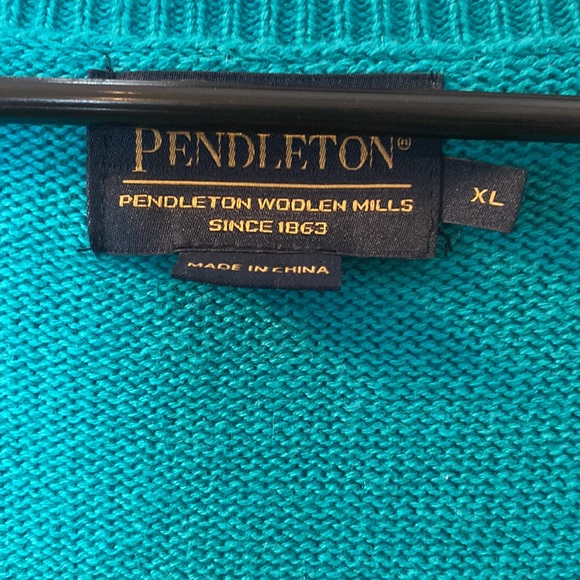 PENDLETON®
PENDLETON WOOLEN MILLS
SINCE 1863
XL
MADE IN CHINA